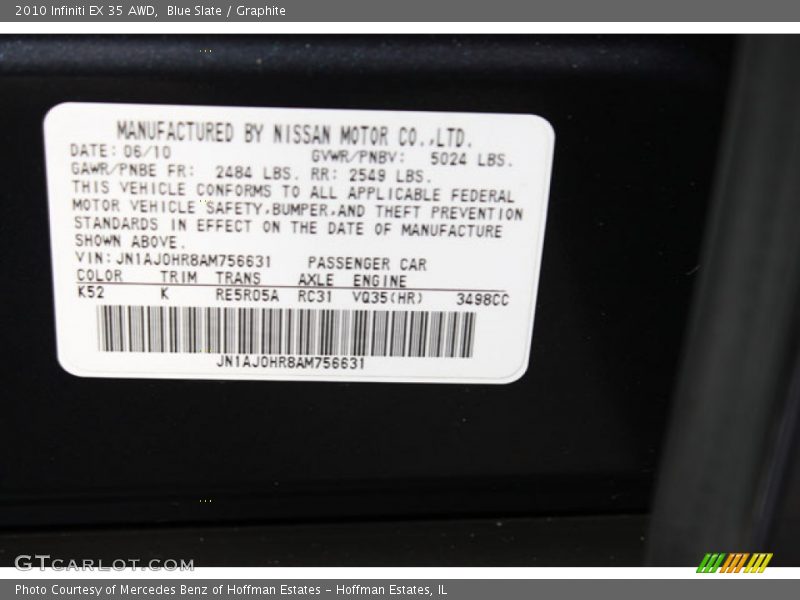 2010 Infiniti EX 35 AWD,  Blue Slate / Graphite
MANUFACTURED BY NISSAN MOTOR CO.,LTD.
DATE: 06/10 GVWR/PNBV: 5024 LBS.
GAWR/PNBE FR: 2484 LBS. RR: 2549 LBS.
THIS VEHICLE CONFORMS TO ALL APPLICABLE FEDERAL
MOTOR VEHICLE SAFETY,BUMPER,AND THEFT PREVENTION
STANDARDS IN EFFECT ON THE DATE OF MANUFACTURE
SHOWN ABOVE.
VIN: JN1AJ0HR8AM756631 PASSENGER CAR
COLOR TRIM TRANS AXLE ENGINE
K52 K RE5R05A RC31 VQ35(HR) 3498CC
JN1AJ0HR8AM756631
GTCARLOT.COM
Photo Courtesy of Mercedes Benz of Hoffman Estates - Hoffman Estates, IL